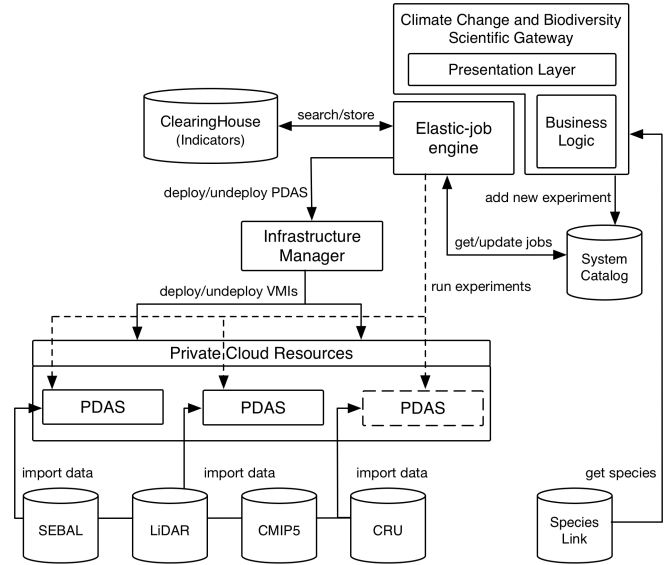 Climate Change and Biodiversity
Scientific Gateway
Presentation Layer
ClearingHouse
(Indicators)
search/store
Elastic-job
engine
Business
Logic
deploy/undeploy PDAS
add new experiment
Infrastructure
Manager
get/update jobs
System
Catalog
deploy/undeploy VMIs
run experiments
Private Cloud Resources
PDAS
PDAS
PDAS
import data
import data
import data
get species
SEBAL
LiDAR
CMIP5
CRU
Species
Link